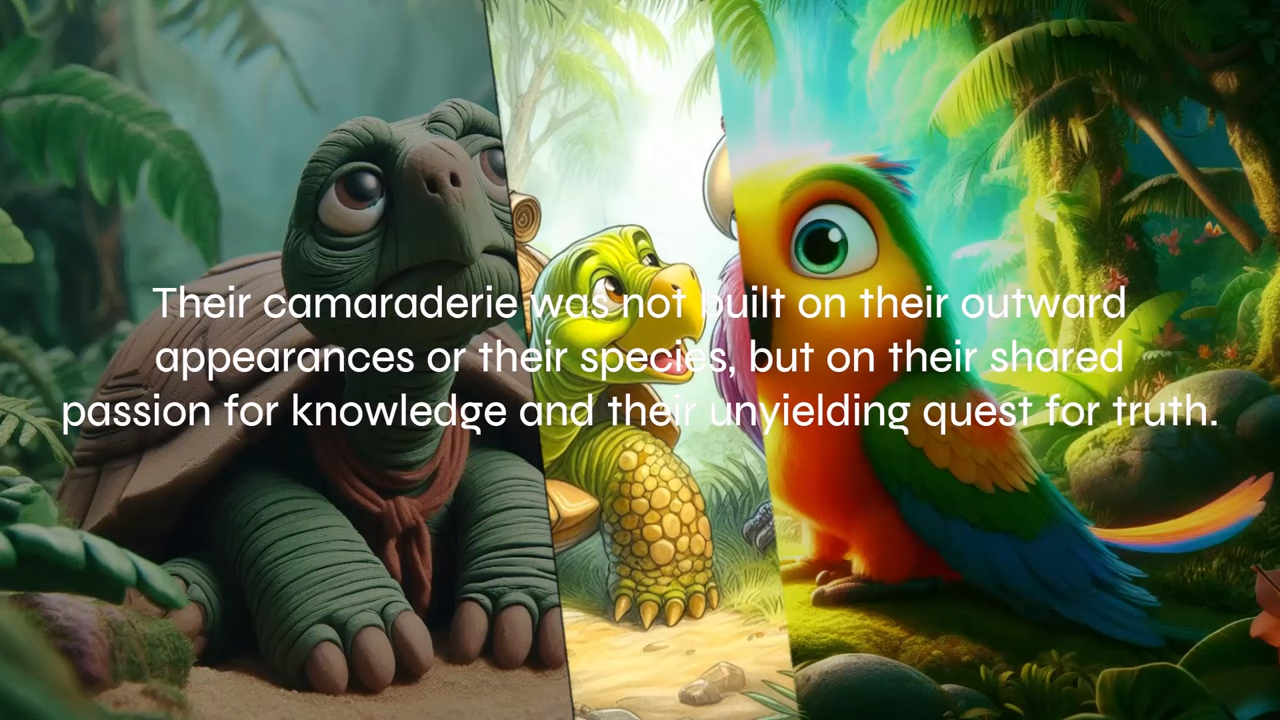 Their camaraderie was not built on their outward
appearances or their species, but on their shared
passion for knowledge and their unyielding quest for truth.